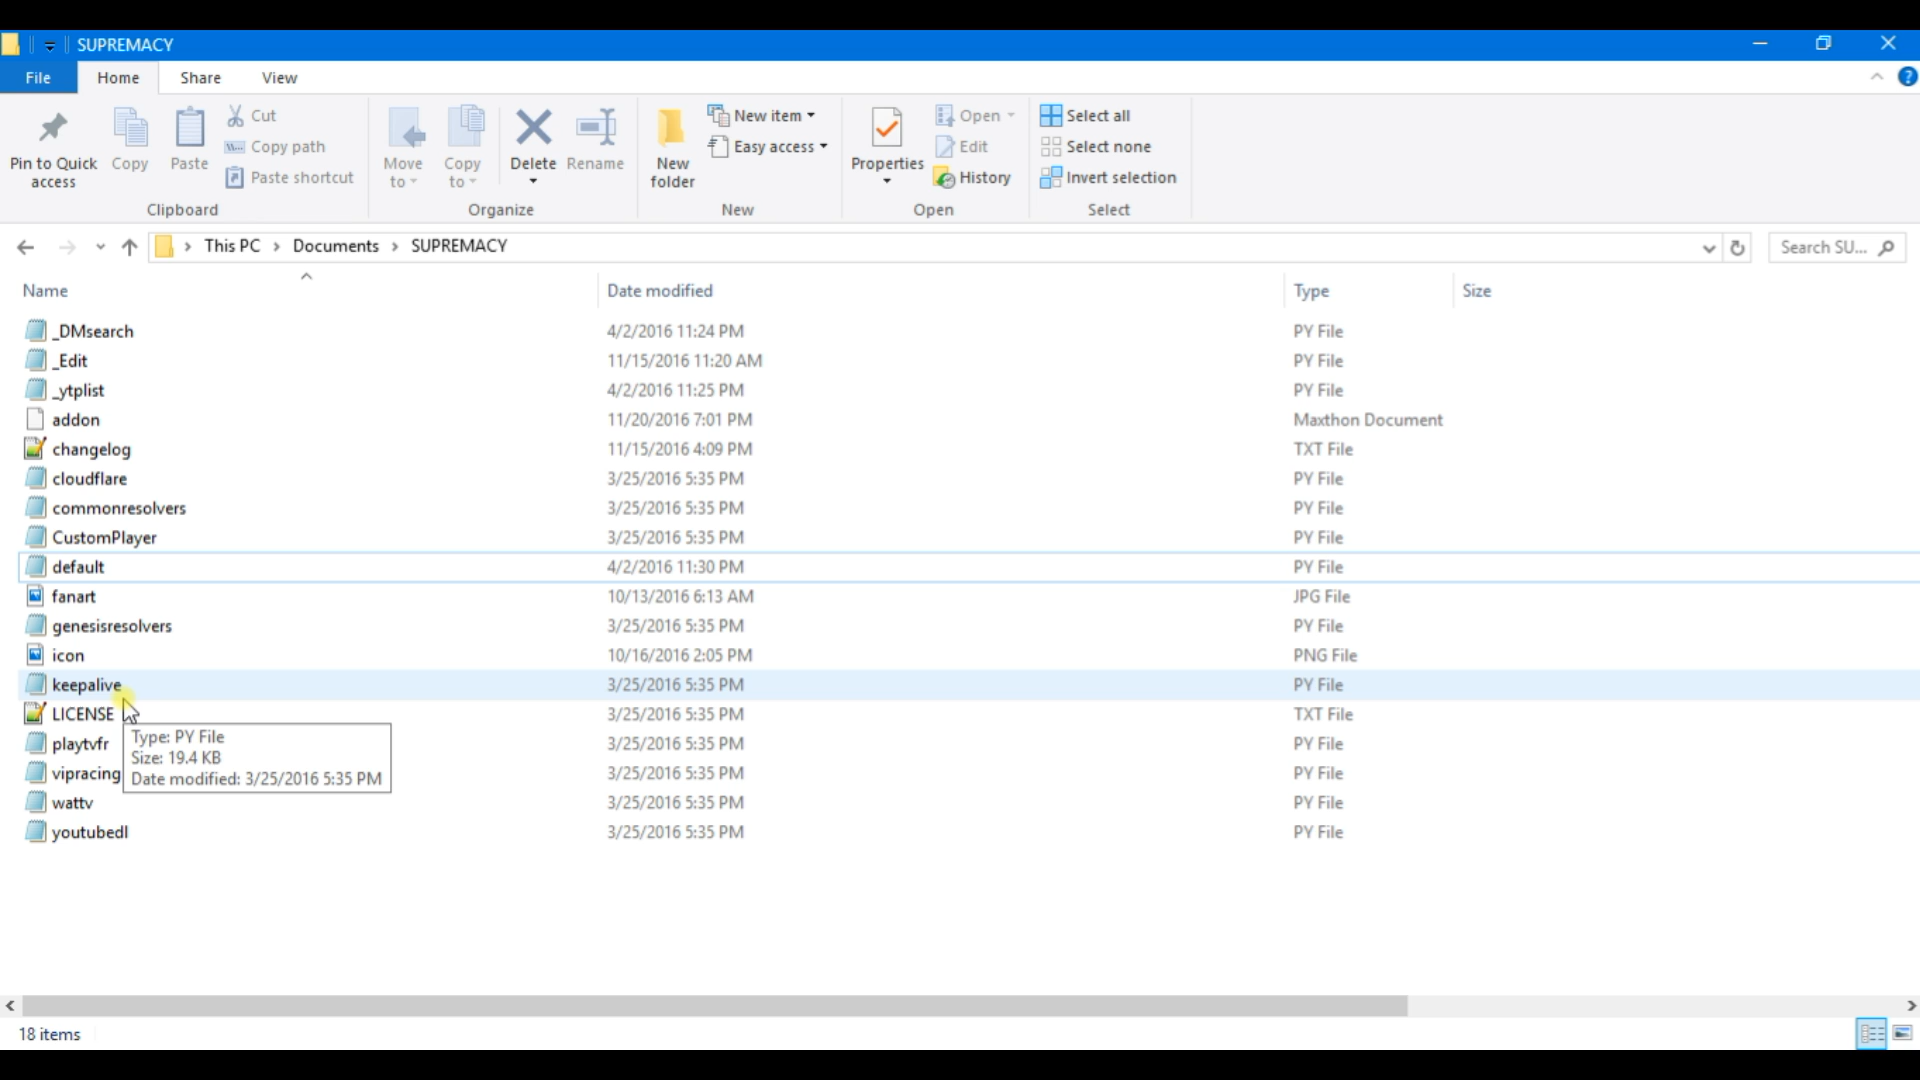 SUPREMACY
File Home Share View
Pin to Quick access
Copy
Paste
Cut
Copy path
Paste shortcut
Clipboard
Move to
Copy to
Delete
Rename
Organize
New folder
New item
Easy access
New
Properties
Open
Edit
History
Open
Select all
Select none
Invert selection
Select
This PC > Documents > SUPREMACY
Search SU...
Name Date modified Type Size
_DMsearch 4/2/2016 11:24 PM PY File
_Edit 11/15/2016 11:20 AM PY File
_ytplist 4/2/2016 11:25 PM PY File
addon 11/20/2016 7:01 PM Maxthon Document
changelog 11/15/2016 4:09 PM TXT File
cloudflare 3/25/2016 5:35 PM PY File
commonresolvers 3/25/2016 5:35 PM PY File
CustomPlayer 3/25/2016 5:35 PM PY File
default 4/2/2016 11:30 PM PY File
fanart 10/13/2016 6:13 AM JPG File
genesisresolvers 3/25/2016 5:35 PM PY File
icon 10/16/2016 2:05 PM PNG File
keepalive 3/25/2016 5:35 PM PY File
LICENSE 3/25/2016 5:35 PM TXT File
playtvfr 3/25/2016 5:35 PM PY File
vipracing 3/25/2016 5:35 PM PY File
wattv 3/25/2016 5:35 PM PY File
youtubedl 3/25/2016 5:35 PM PY File
Type: PY File
Size: 19.4 KB
Date modified: 3/25/2016 5:35 PM
18 items